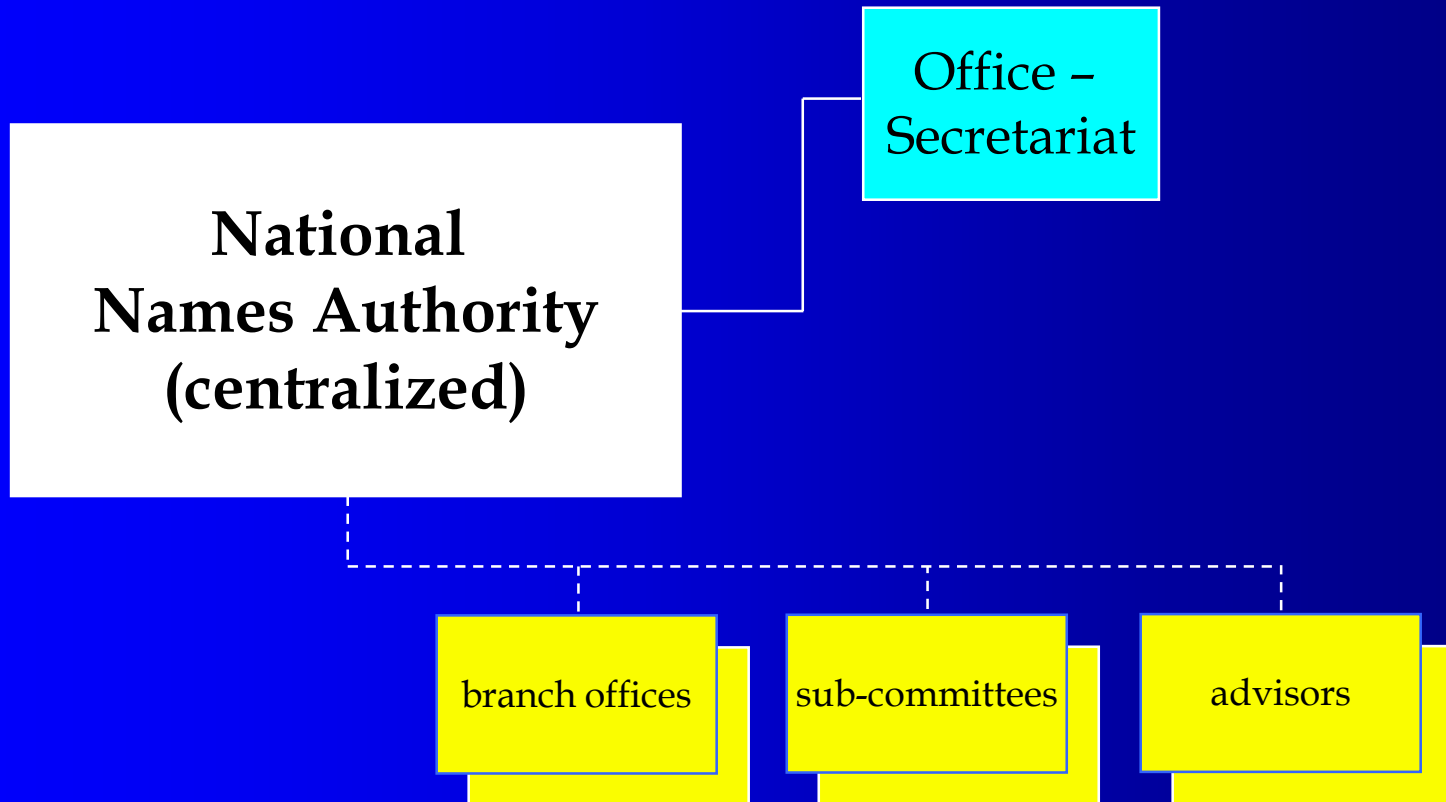 Office –
Secretariat
National
Names Authority
(centralized)
branch offices
sub-committees
advisors